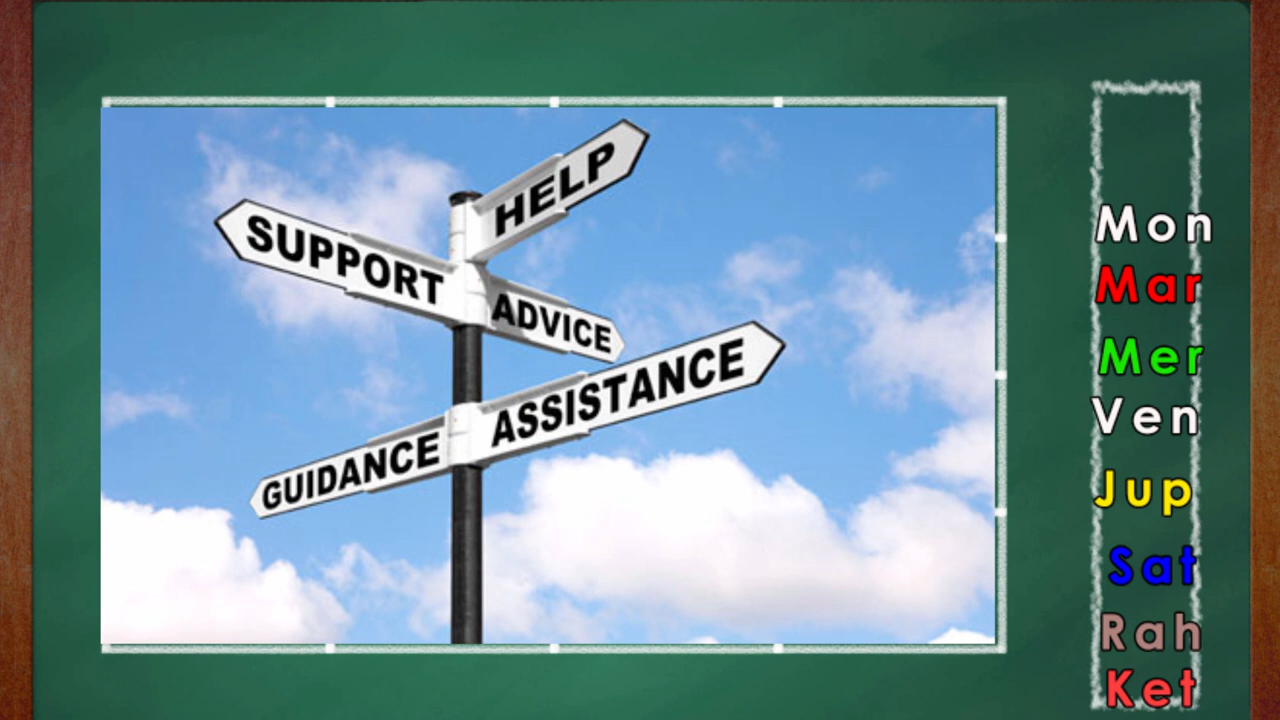 HELP
SUPPORT
ADVICE
ASSISTANCE
GUIDANCE
Mon
Mar
Mer
Ven
Jup
Sat
Rah
Ket